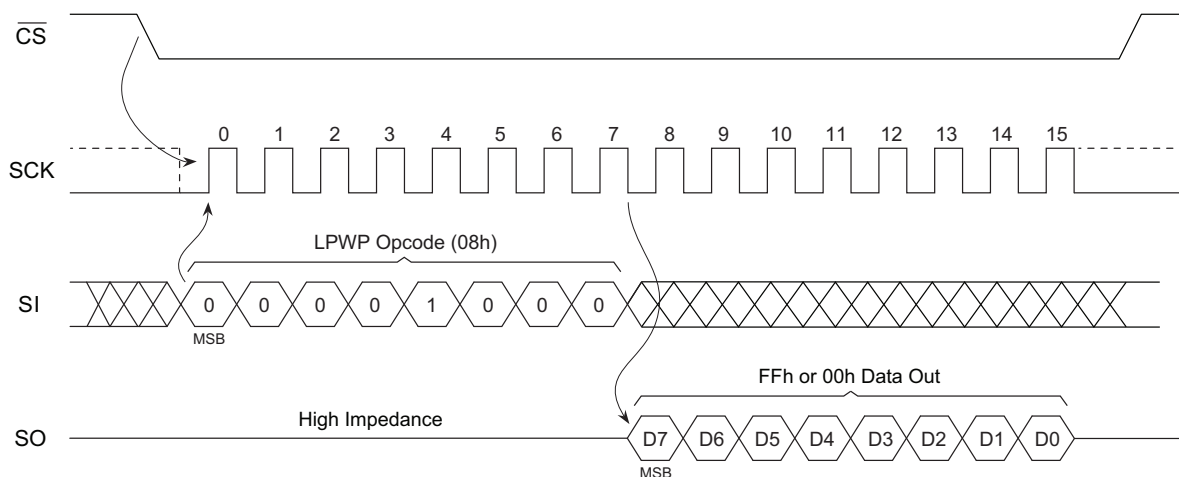 CS
0 1 2 3 4 5 6 7 8 9 10 11 12 13 14 15
SCK
LPWP Opcode (08h)
SI 0 0 0 0 1 0 0 0
MSB
FFh or 00h Data Out
High Impedance
SO D7 D6 D5 D4 D3 D2 D1 D0
MSB